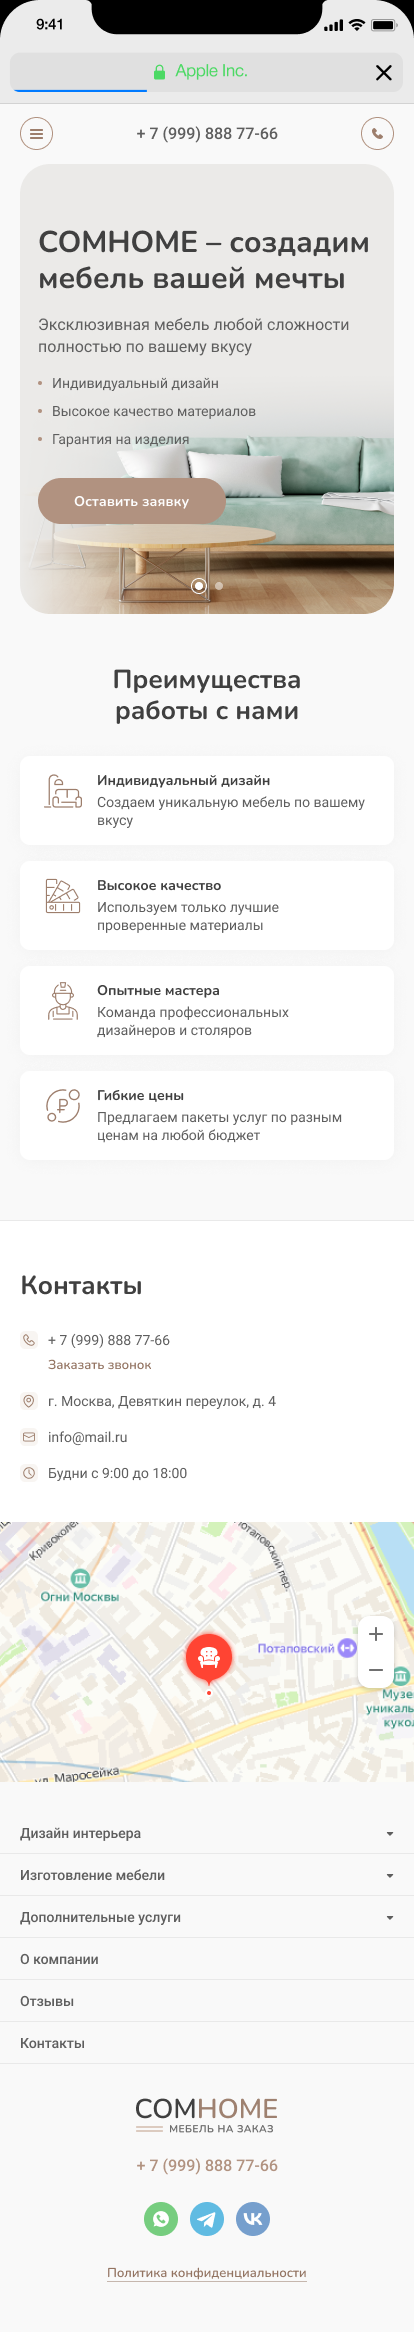 9:41
Apple Inc.
+ 7 (999) 888 77-66
COMHOME – создадим
мебель вашей мечты
Эксклюзивная мебель любой сложности
полностью по вашему вкусу
• Индивидуальный дизайн
• Высокое качество материалов
• Гарантия на изделия
Оставить заявку
Преимущества
работы с нами
Индивидуальный дизайн
Создаем уникальную мебель по вашему
вкусу
Высокое качество
Используем только лучшие
проверенные материалы
Опытные мастера
Команда профессиональных
дизайнеров и столяров
Гибкие цены
Предлагаем пакеты услуг по разным
ценам на любой бюджет
Контакты
+ 7 (999) 888 77-66
Заказать звонок
г. Москва, Девяткин переулок, д. 4
info@mail.ru
Будни с 9:00 до 18:00
Потаповский пер.
Огни Москвы
Потаповский
+
−
ул. Маросейка
Дизайн интерьера
Изготовление мебели
Дополнительные услуги
О компании
Отзывы
Контакты
COMHOME
МЕБЕЛЬ НА ЗАКАЗ
+ 7 (999) 888 77-66
Политика конфиденциальности